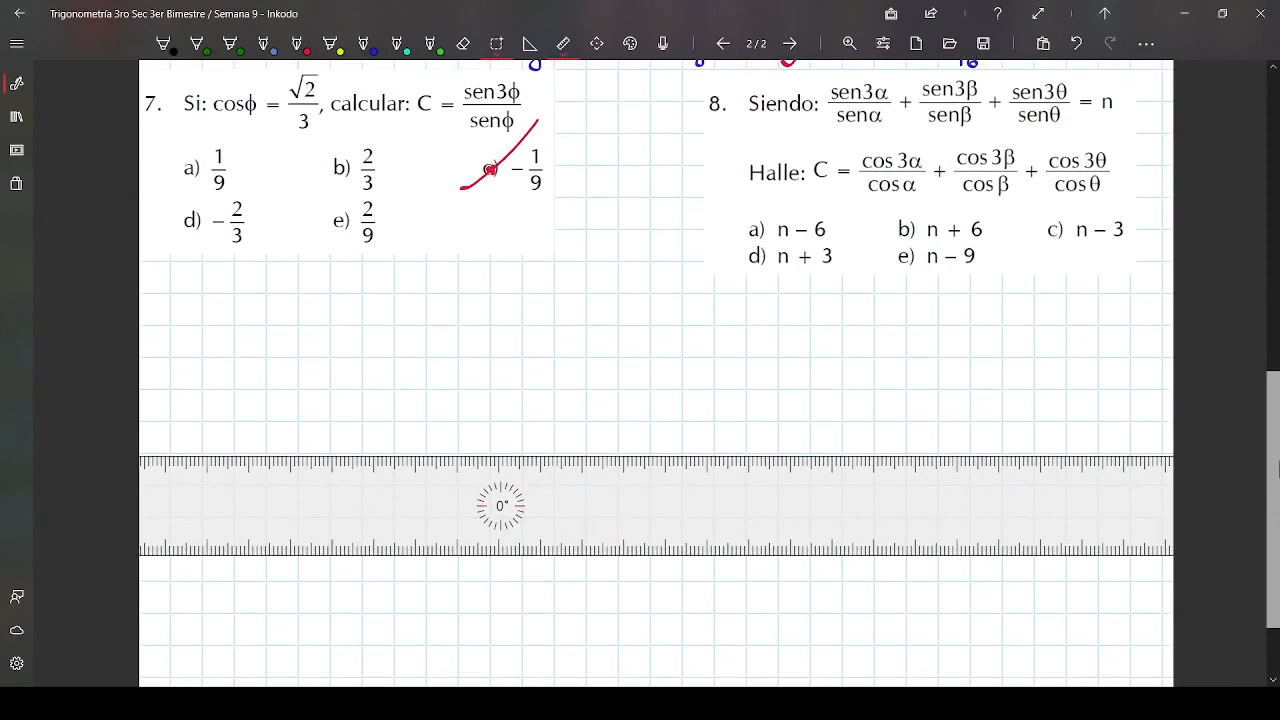 Trigonometría 3ro Sec 3er Bimestre / Semana 9 - Inkodo
2/2
7. Si: cosϕ = √2/3, calcular: C = sen3ϕ/senϕ
a) 1/9 b) 2/3 c) −1/9
d) −2/3 e) 2/9
8. Siendo: sen3α/senα + sen3β/senβ + sen3θ/senθ = n
Halle: C = cos 3α/cos α + cos 3β/cos β + cos 3θ/cos θ
a) n − 6 b) n + 6 c) n − 3
d) n + 3 e) n − 9
0°